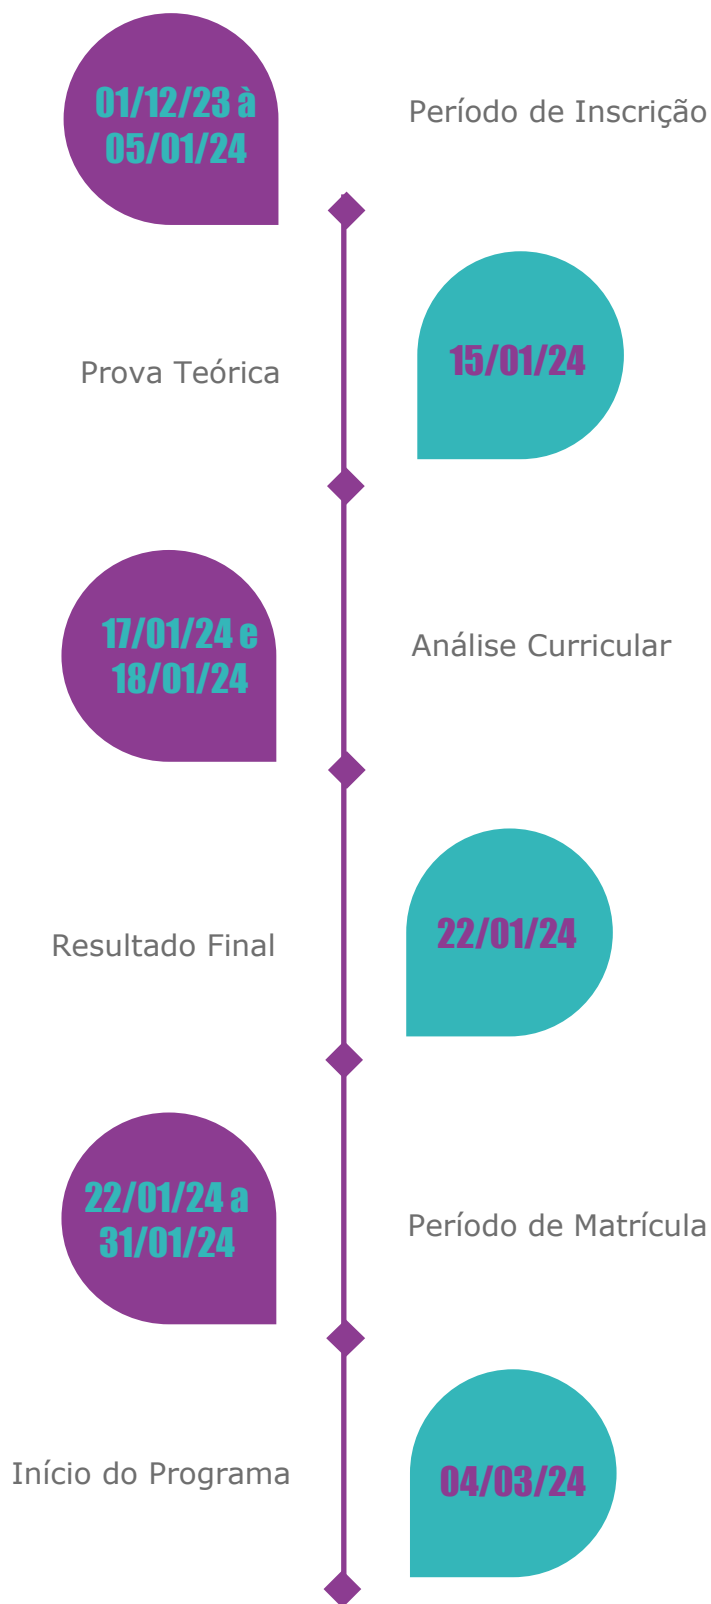 01/12/23 à
05/01/24
Período de Inscrição
Prova Teórica
15/01/24
17/01/24 e
18/01/24
Análise Curricular
Resultado Final
22/01/24
22/01/24 a
31/01/24
Período de Matrícula
Início do Programa
04/03/24